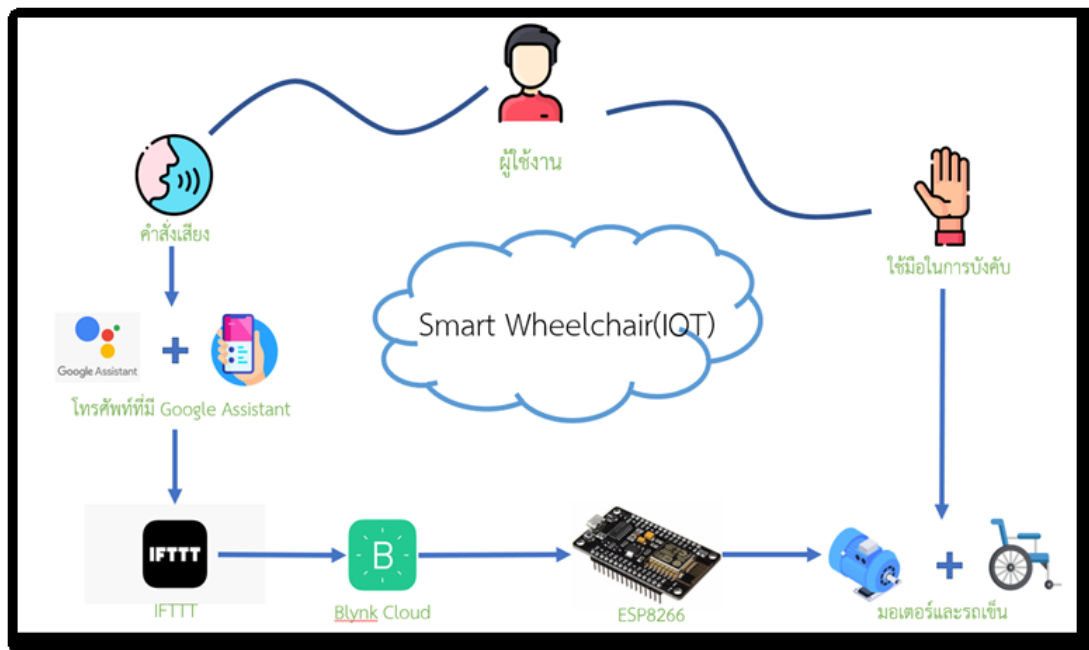 ผู้ใช้งาน
คำสั่งเสียง
ใช้มือในการบังคับ
Smart Wheelchair(IOT)
Google Assistant
โทรศัพท์ที่มี Google Assistant
IFTTT
B
IFTTT
Blynk Cloud
ESP8266
มอเตอร์และรถเข็น